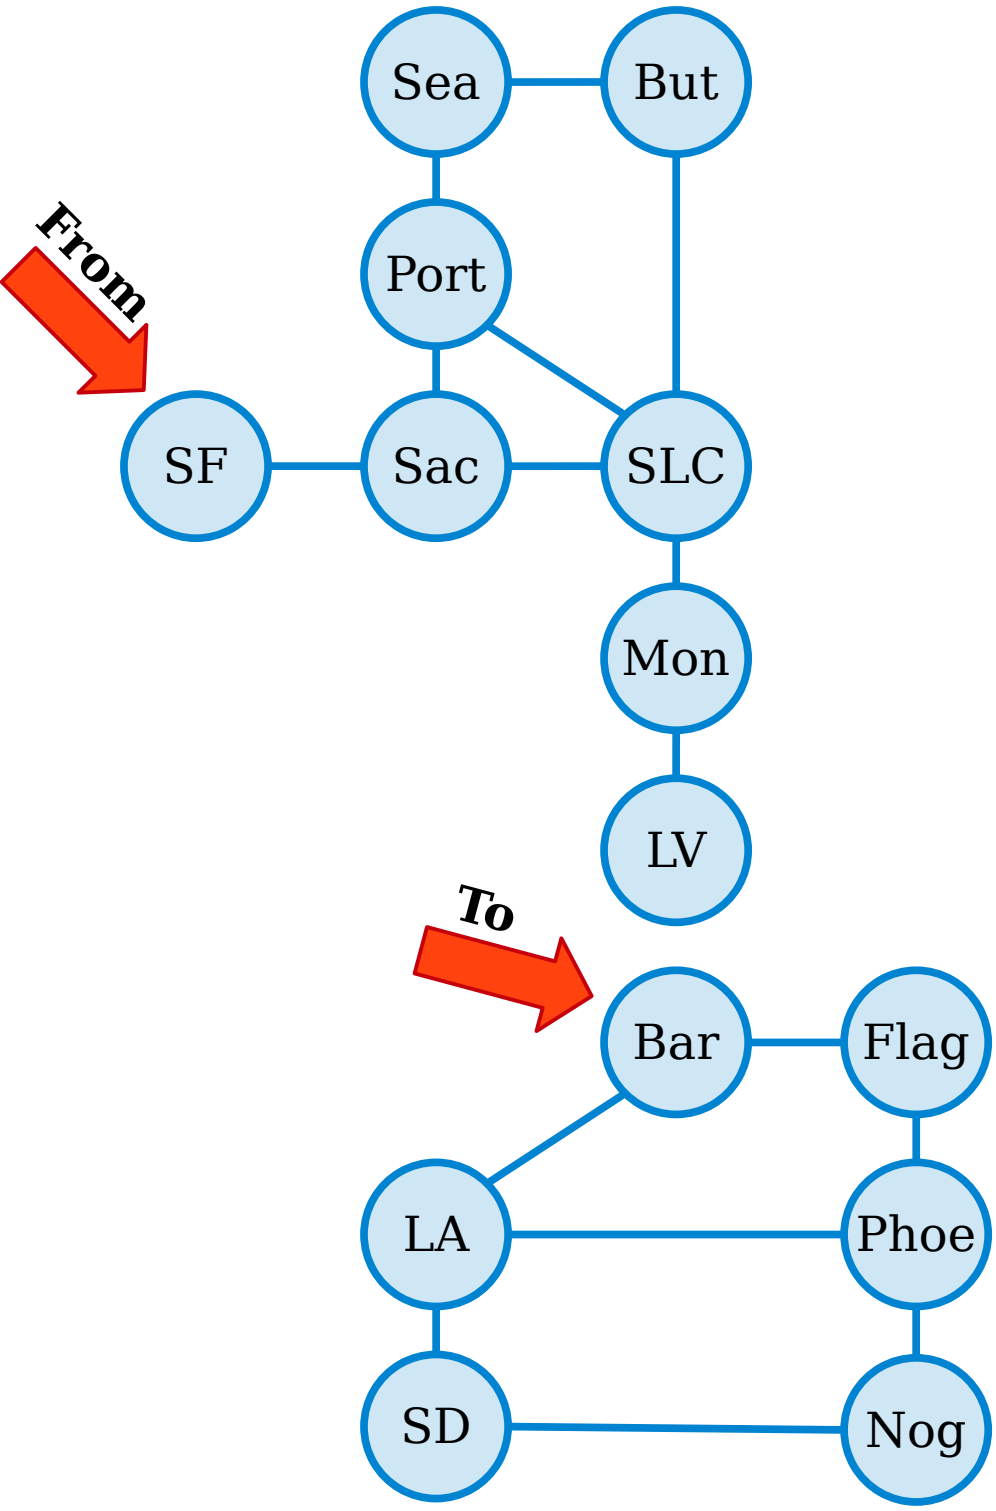 Sea
But
From
Port
SF
Sac
SLC
Mon
LV
To
Bar
Flag
LA
Phoe
SD
Nog